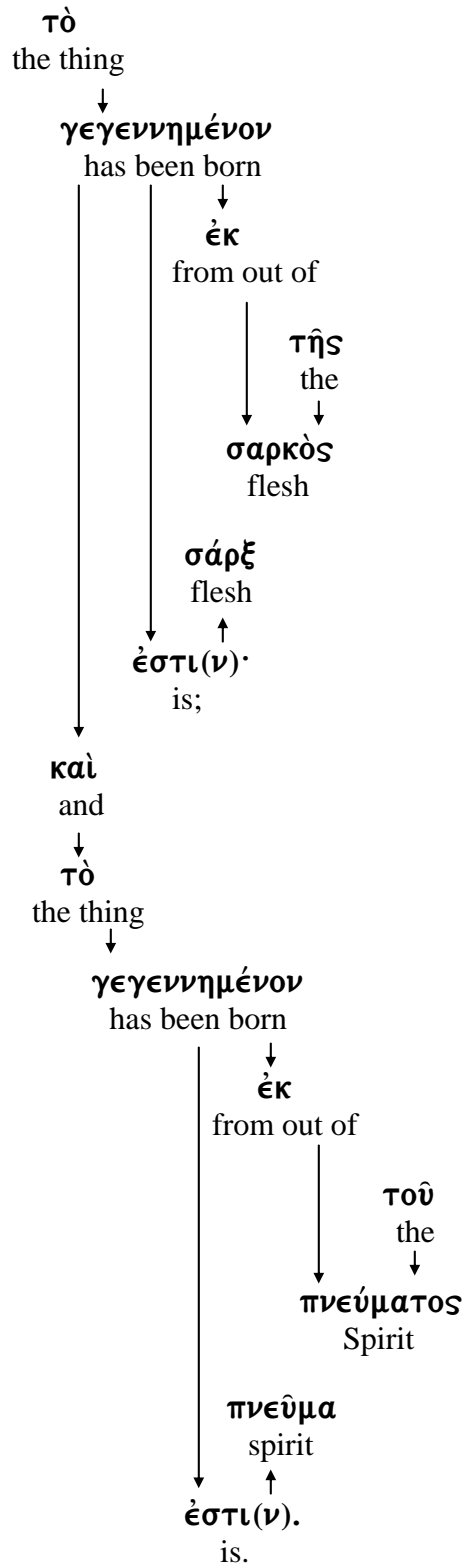 τὸ
the thing
γεγεννημένον
has been born
ἐκ
from out of
τῆς
the
σαρκὸς
flesh
σάρξ
flesh
ἐστι(ν)·
is;
καὶ
and
τὸ
the thing
γεγεννημένον
has been born
ἐκ
from out of
τοῦ
the
πνεύματος
Spirit
πνεῦμα
spirit
ἐστι(ν).
is.